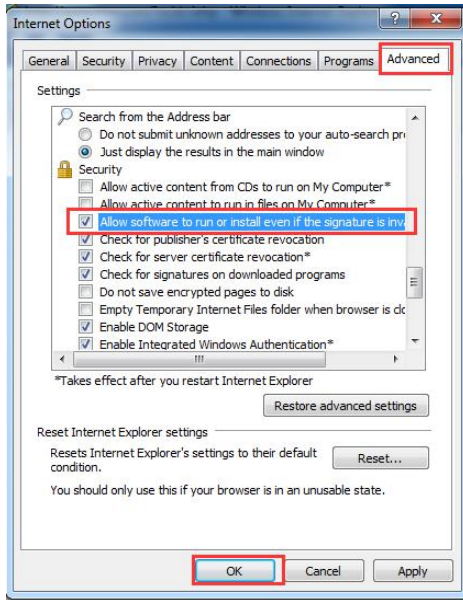 Internet Options
General Security Privacy Content Connections Programs Advanced
Settings
Search from the Address bar
Do not submit unknown addresses to your auto-search pr
Just display the results in the main window
Security
Allow active content from CDs to run on My Computer*
Allow active content to run in files on My Computer*
Allow software to run or install even if the signature is inva
Check for publisher's certificate revocation
Check for server certificate revocation*
Check for signatures on downloaded programs
Do not save encrypted pages to disk
Empty Temporary Internet Files folder when browser is clo
Enable DOM Storage
Enable Integrated Windows Authentication*
*Takes effect after you restart Internet Explorer
Restore advanced settings
Reset Internet Explorer settings
Resets Internet Explorer's settings to their default
condition.
Reset...
You should only use this if your browser is in an unusable state.
OK Cancel Apply